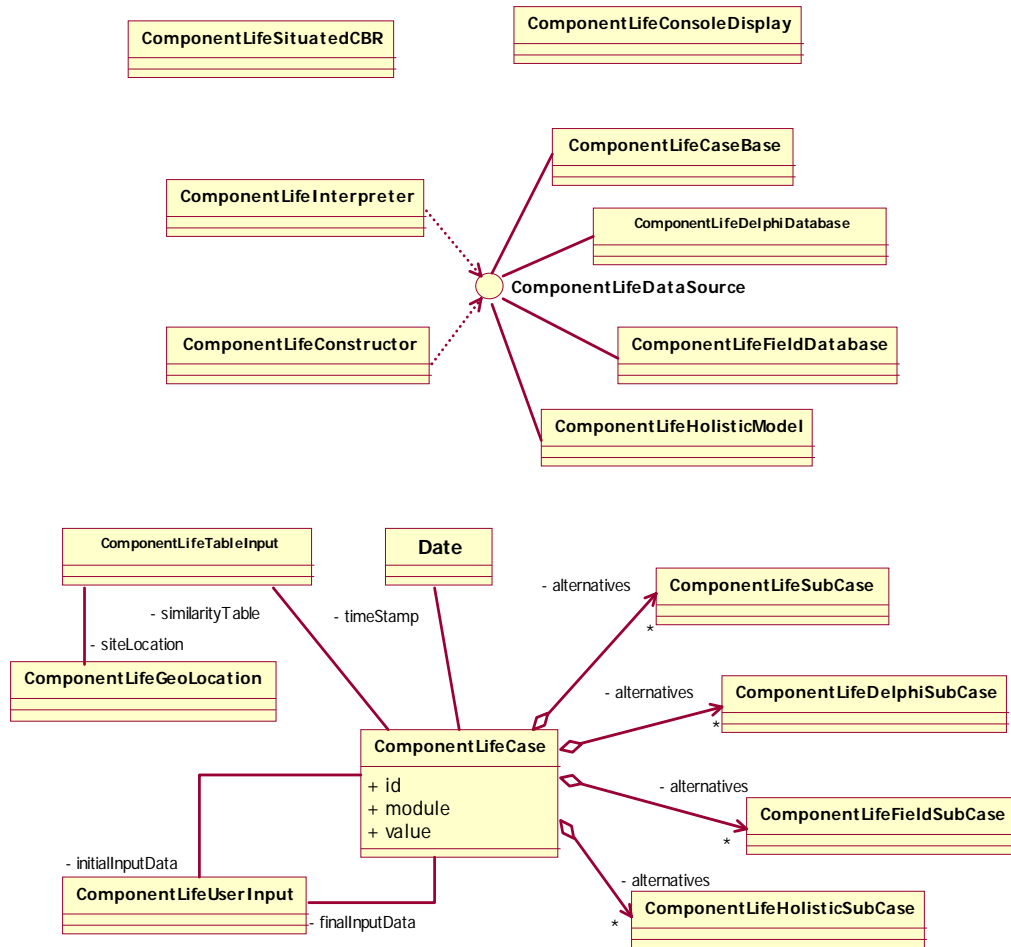 ComponentLifeSituatedCBR
ComponentLifeConsoleDisplay
ComponentLifeCaseBase
ComponentLifeInterpreter
ComponentLifeDelphiDatabase
ComponentLifeDataSource
ComponentLifeConstructor
ComponentLifeFieldDatabase
ComponentLifeHolisticModel
ComponentLifeTableInput
Date
ComponentLifeSubCase
- alternatives
*
- similarityTable
- timeStamp
- siteLocation
ComponentLifeGeoLocation
- alternatives
ComponentLifeDelphiSubCase
*
ComponentLifeCase
+ id
+ module
+ value
- alternatives
ComponentLifeFieldSubCase
*
- initialInputData
ComponentLifeUserInput
- finalInputData
- alternatives
ComponentLifeHolisticSubCase
*